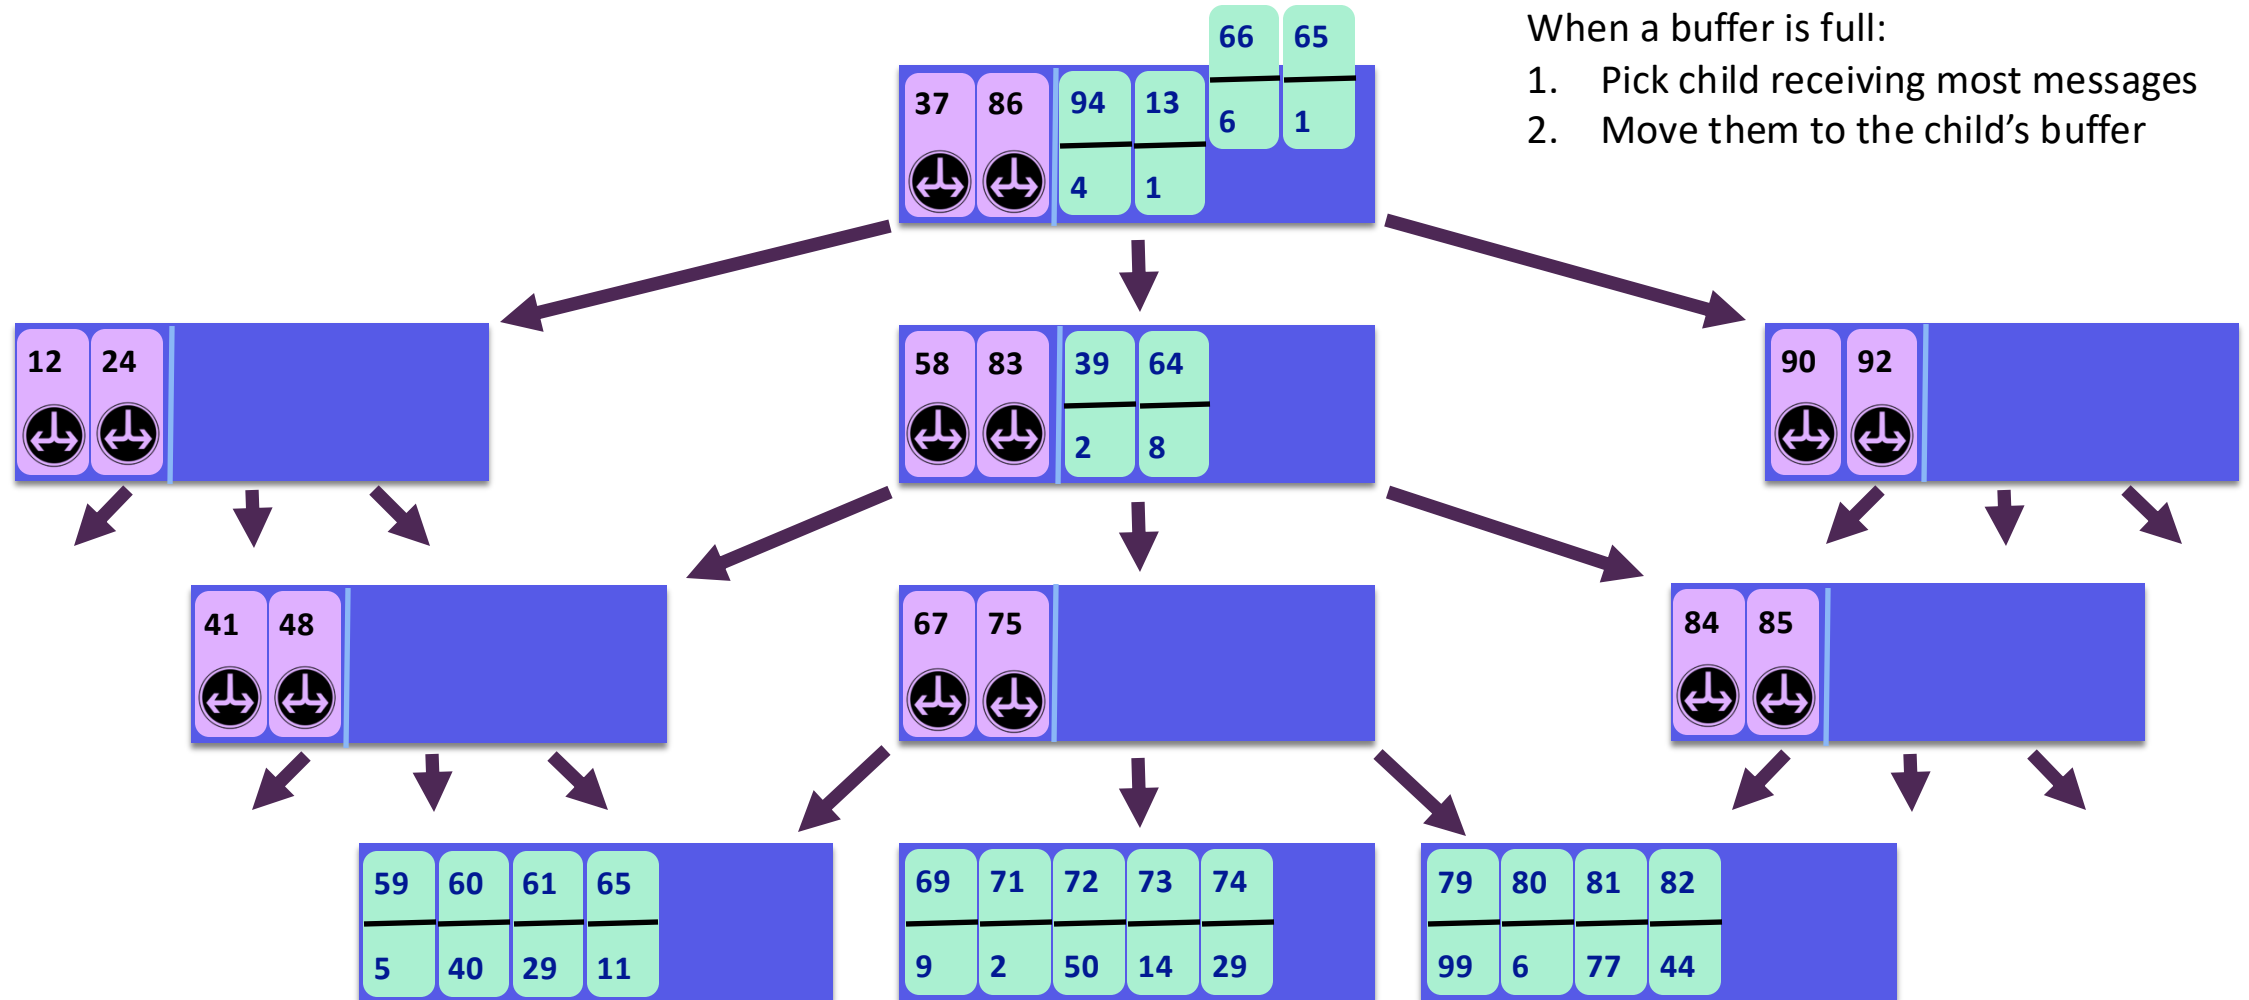 When a buffer is full:
1. Pick child receiving most messages
2. Move them to the child's buffer
66 65
37 86 94 13
6 1
4 1
12 24
58 83 39 64
2 8
90 92
41 48
67 75
84 85
59 60 61 65
5 40 29 11
69 71 72 73 74
9 2 50 14 29
79 80 81 82
99 6 77 44